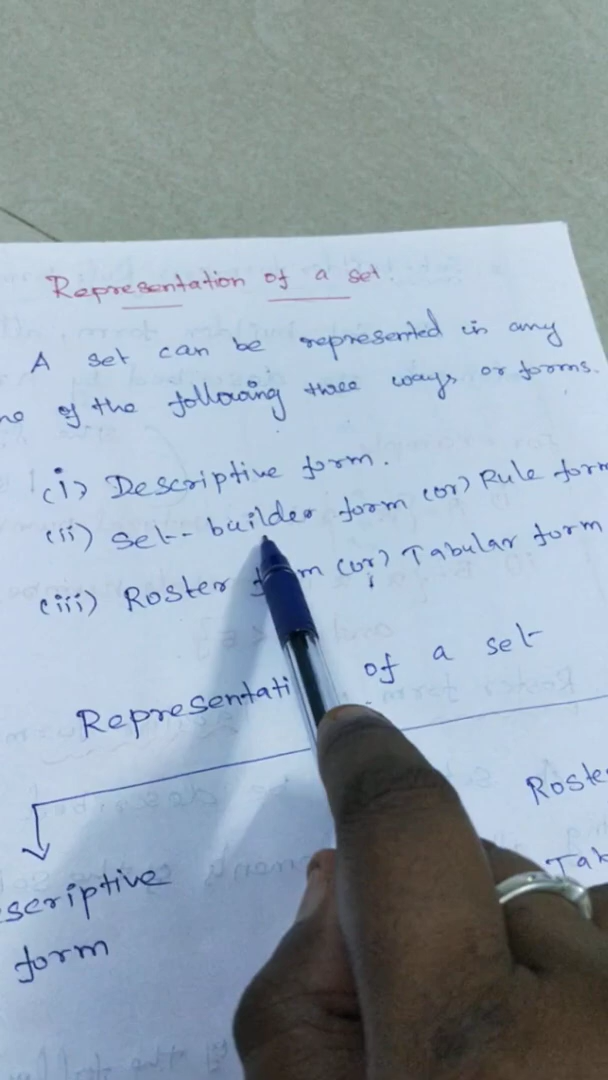 Representation of a set.
A set can be represented in any
of the following three ways or forms.
(i) Descriptive form.
(ii) Set-builder form (or) Rule form
(iii) Roster form (or) Tabular form
Representati of a set
Roste
Tab
scriptive
form